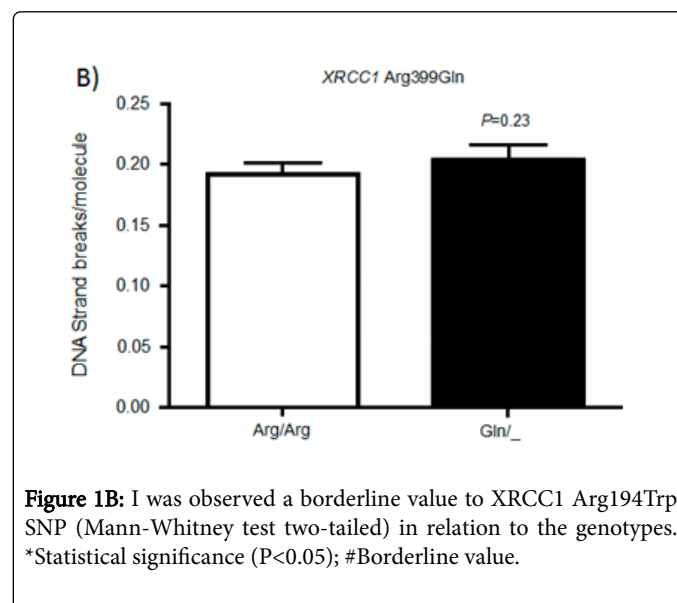 B)
XRCC1 Arg399Gln
P=0.23
DNA Strand breaks/molecule
0.25
0.20
0.15
0.10
0.05
0.00
Arg/Arg
Gln/_
Figure 1B: I was observed a borderline value to XRCC1 Arg194Trp
SNP (Mann-Whitney test two-tailed) in relation to the genotypes.
*Statistical significance (P<0.05); #Borderline value.